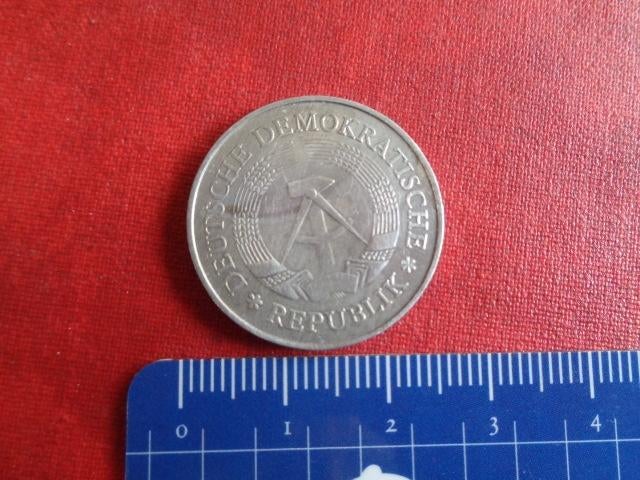 DEUTSCHE DEMOKRATISCHE
* REPUBLIK *
0 1 2 3 4